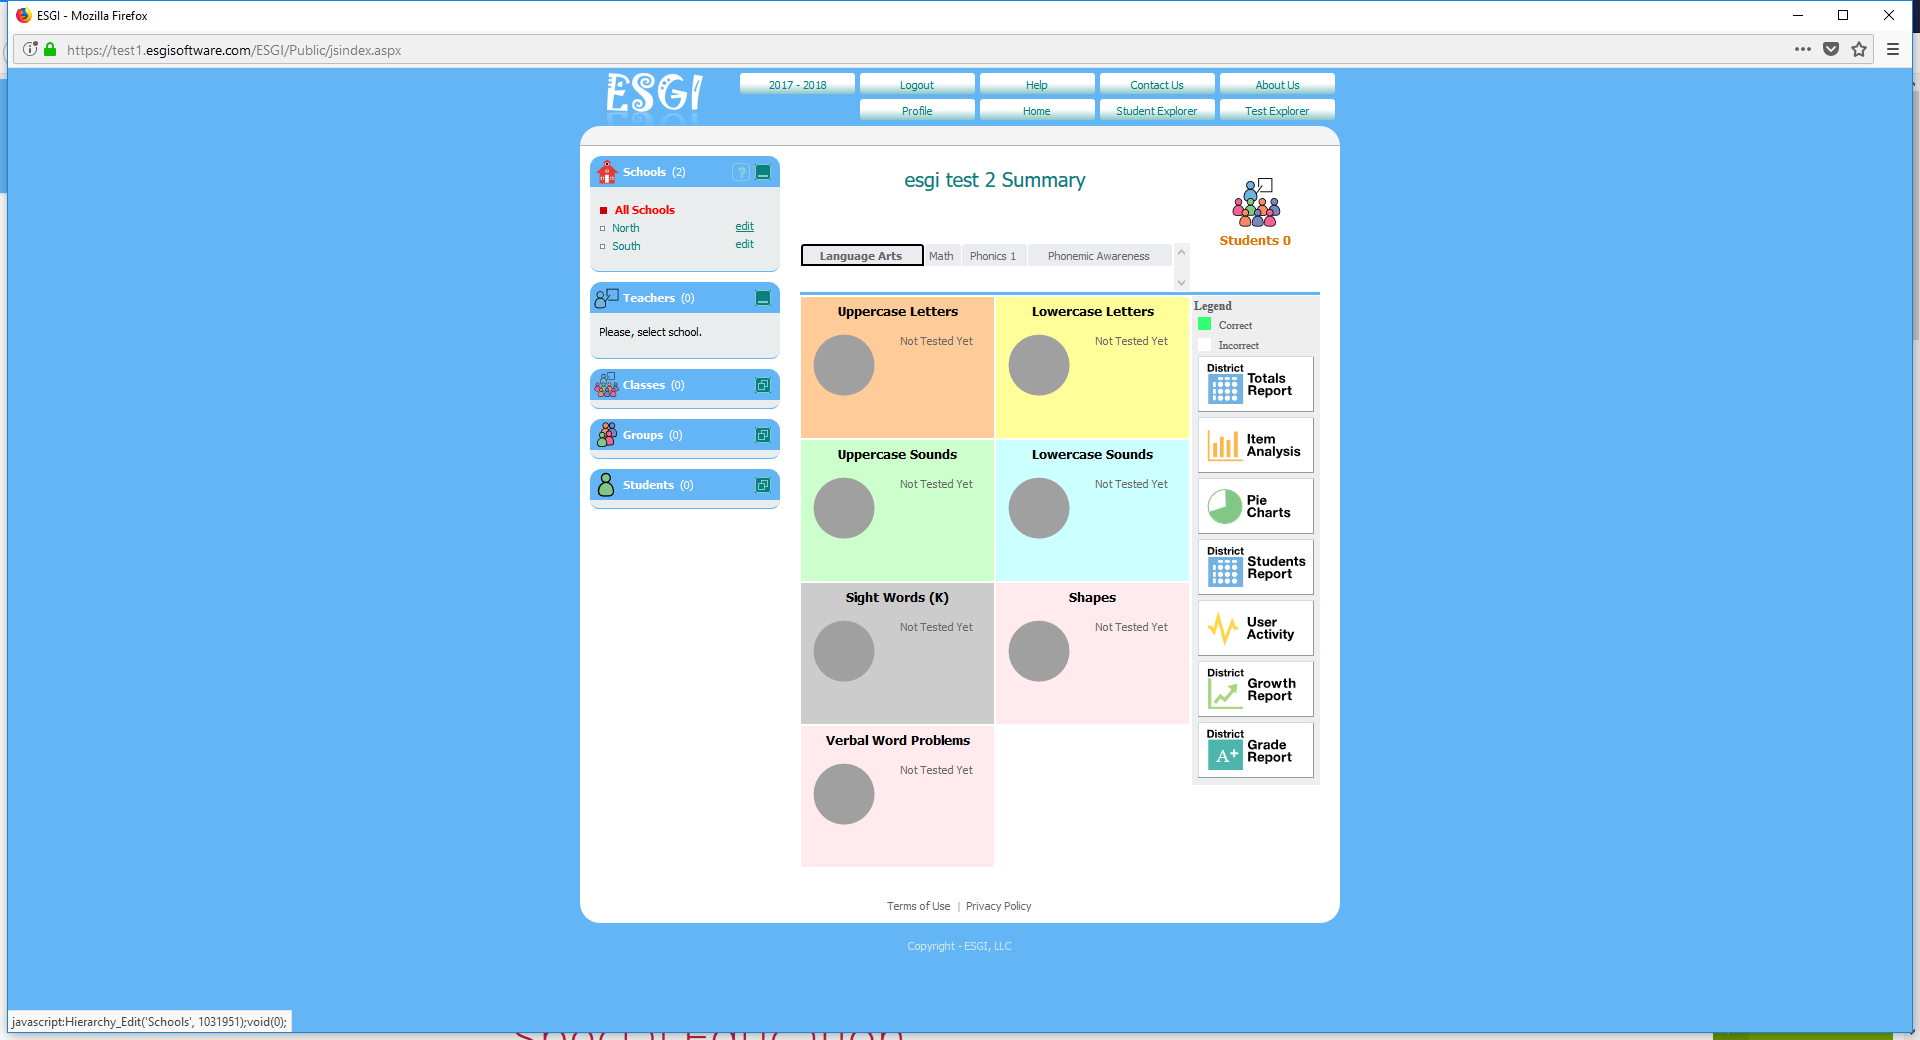 ESGI - Mozilla Firefox
https://test1.esgisoftware.com/ESGI/Public/jsindex.aspx
ESGI
2017 - 2018
Logout
Help
Contact Us
About Us
Profile
Home
Student Explorer
Test Explorer
Schools (2)
?
All Schools
North edit
South edit
Teachers (0)
Please, select school.
Classes (0)
Groups (0)
Students (0)
esgi test 2 Summary
Students 0
Language Arts
Math
Phonics 1
Phonemic Awareness
Uppercase Letters
Not Tested Yet
Lowercase Letters
Not Tested Yet
Uppercase Sounds
Not Tested Yet
Lowercase Sounds
Not Tested Yet
Sight Words (K)
Not Tested Yet
Shapes
Not Tested Yet
Verbal Word Problems
Not Tested Yet
Legend
Correct
Incorrect
District
Totals
Report
Item
Analysis
Pie
Charts
District
Students
Report
User
Activity
District
Growth
Report
District
A+
Grade
Report
Terms of Use | Privacy Policy
Copyright - ESGI, LLC
javascript:Hierarchy_Edit('Schools', 1031951);void(0);
Special Education